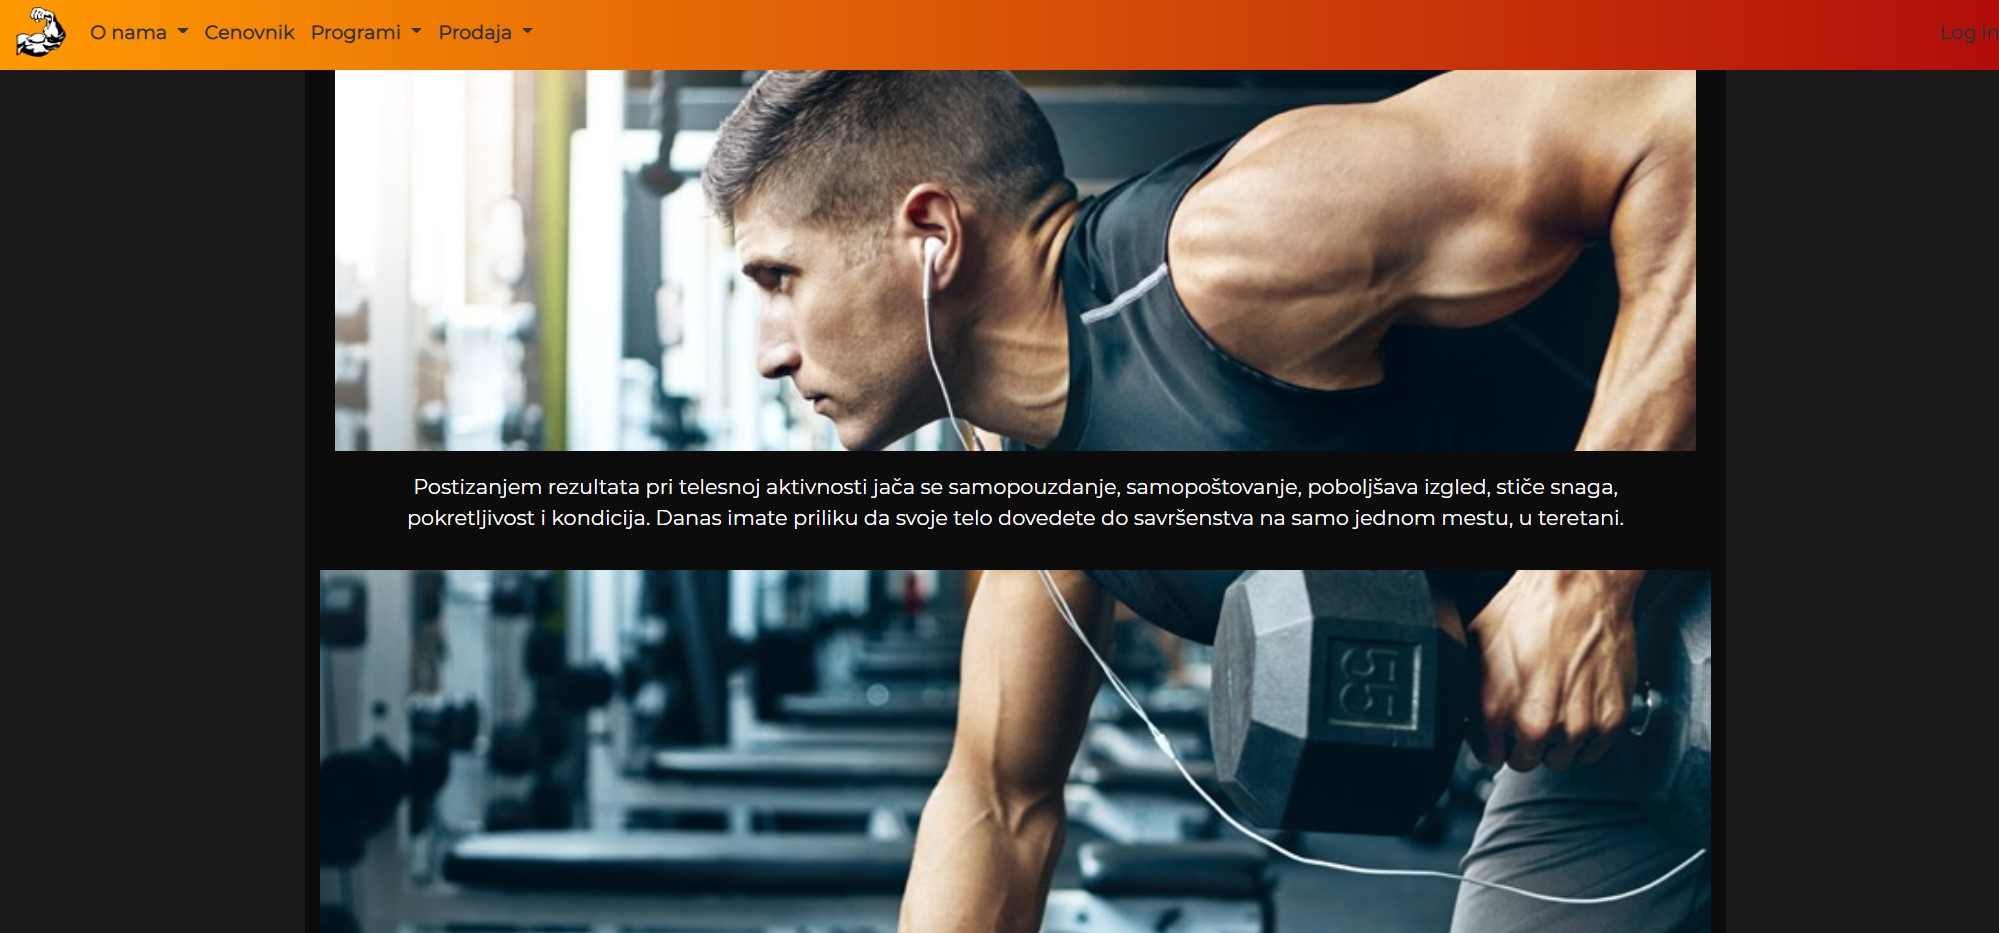 O nama Cenovnik Programi Prodaja Log in
Postizanjem rezultata pri telesnoj aktivnosti jača se samopouzdanje, samopoštovanje, poboljšava izgled, stiče snaga,
pokretljivost i kondicija. Danas imate priliku da svoje telo dovedete do savršenstva na samo jednom mestu, u teretani.
55